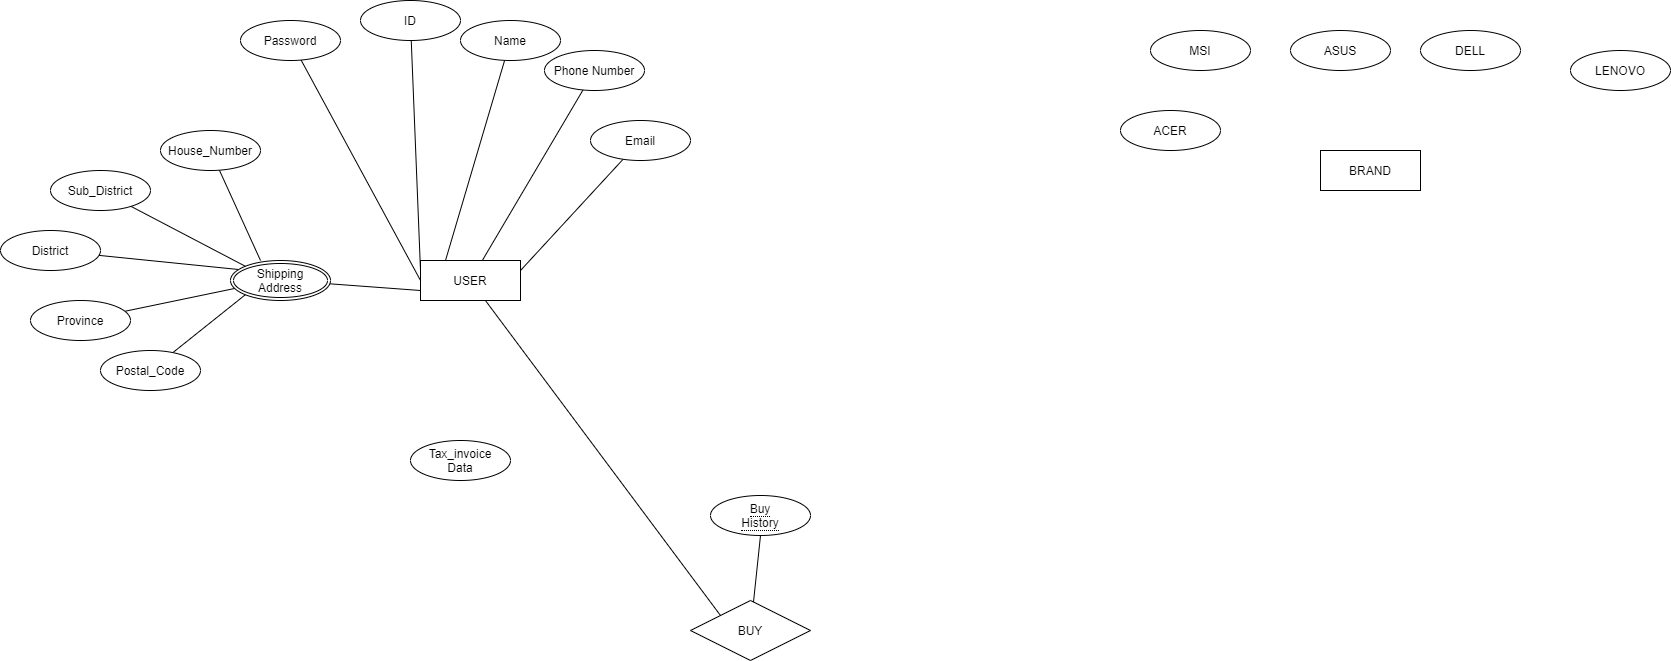 ID
Password
Name
Phone Number
Email
House_Number
Sub_District
District
Shipping
Address
USER
Province
Postal_Code
Tax_invoice
Data
Buy
History
BUY
MSI
ASUS
DELL
LENOVO
ACER
BRAND